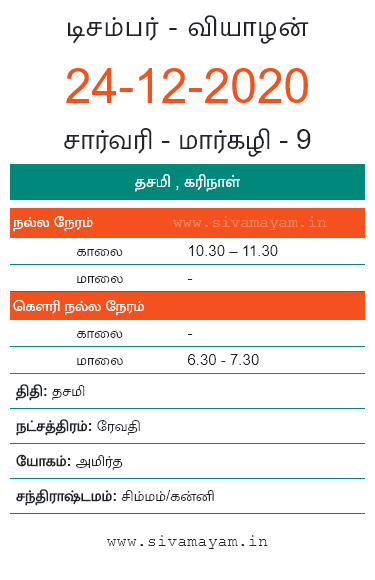 டிசம்பர் - வியாழன்
24-12-2020
சார்வரி - மார்கழி - 9
தசமி , கரிநாள்
நல்ல நேரம் www.sivamayam.in
காலை 10.30 – 11.30
மாலை -
கௌரி நல்ல நேரம்
காலை -
மாலை 6.30 - 7.30
திதி: தசமி
நட்சத்திரம்: ரேவதி
யோகம்: அமிர்த
சந்திராஷ்டமம்: சிம்மம்/கன்னி
www.sivamayam.in